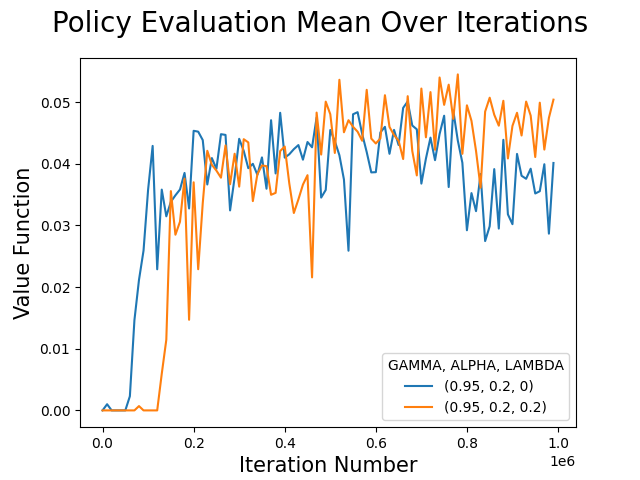 Policy Evaluation Mean Over Iterations
Value Function
0.05
0.04
0.03
0.02
0.01
0.00
GAMMA, ALPHA, LAMBDA
(0.95, 0.2, 0)
(0.95, 0.2, 0.2)
0.0 0.2 0.4 0.6 0.8 1.0
1e6
Iteration Number